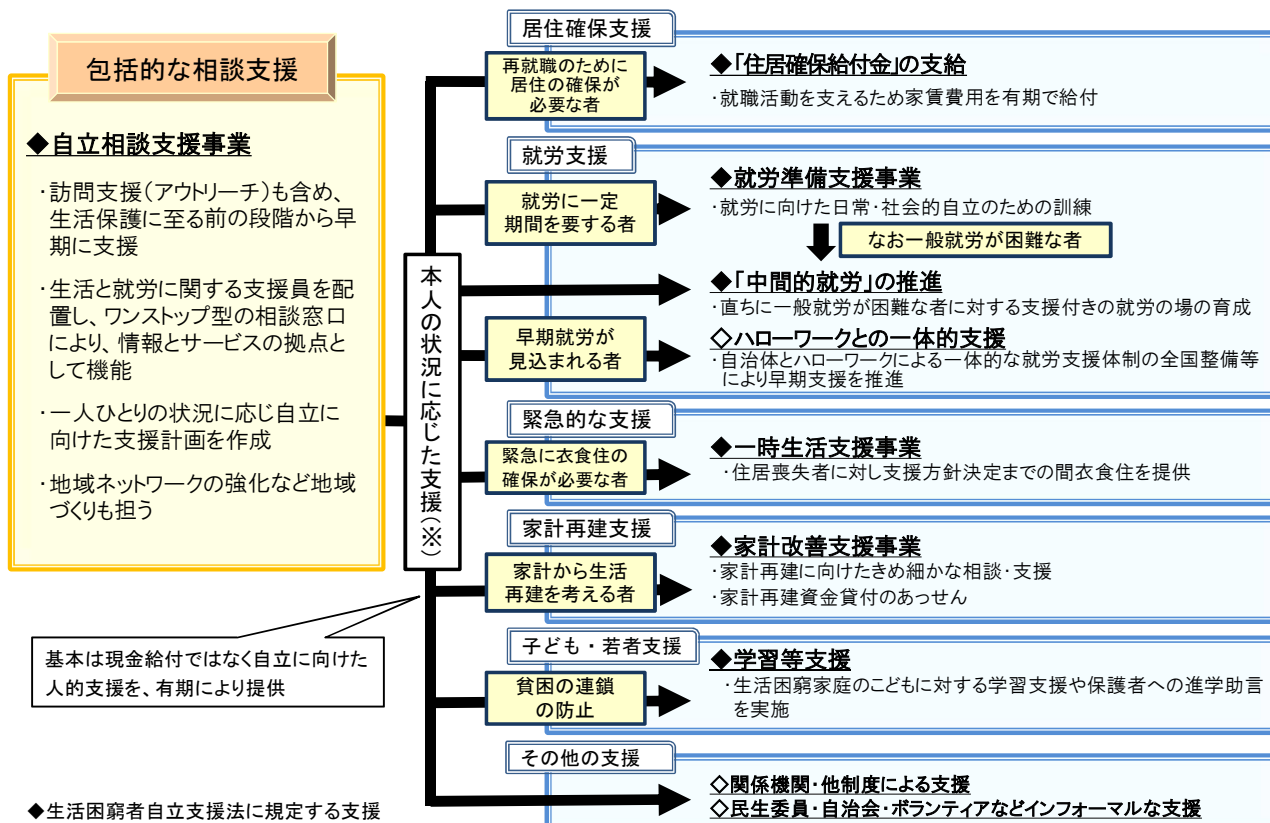 包括的な相談支援
◆自立相談支援事業
・訪問支援(アウトリーチ)も含め、
生活保護に至る前の段階から早
期に支援
・生活と就労に関する支援員を配
置し、ワンストップ型の相談窓口
により、情報とサービスの拠点と
して機能
・一人ひとりの状況に応じ自立に
向けた支援計画を作成
・地域ネットワークの強化など地域
づくりも担う
基本は現金給付ではなく自立に向けた
人的支援を、有期により提供
◆生活困窮者自立支援法に規定する支援
本人の状況に応じた支援(※)
居住確保支援
再就職のために
居住の確保が
必要な者
◆「住居確保給付金」の支給
・就職活動を支えるため家賃費用を有期で給付
就労支援
就労に一定
期間を要する者
◆就労準備支援事業
・就労に向けた日常・社会的自立のための訓練
なお一般就労が困難な者
◆「中間的就労」の推進
・直ちに一般就労が困難な者に対する支援付きの就労の場の育成
早期就労が
見込まれる者
◇ハローワークとの一体的支援
・自治体とハローワークによる一体的な就労支援体制の全国整備等
により早期支援を推進
緊急的な支援
緊急に衣食住の
確保が必要な者
◆一時生活支援事業
・住居喪失者に対し支援方針決定までの間衣食住を提供
家計再建支援
家計から生活
再建を考える者
◆家計改善支援事業
・家計再建に向けたきめ細かな相談・支援
・家計再建資金貸付のあっせん
子ども・若者支援
貧困の連鎖
の防止
◆学習等支援
・生活困窮家庭のこどもに対する学習支援や保護者への進学助言
を実施
その他の支援
◇関係機関・他制度による支援
◇民生委員・自治会・ボランティアなどインフォーマルな支援